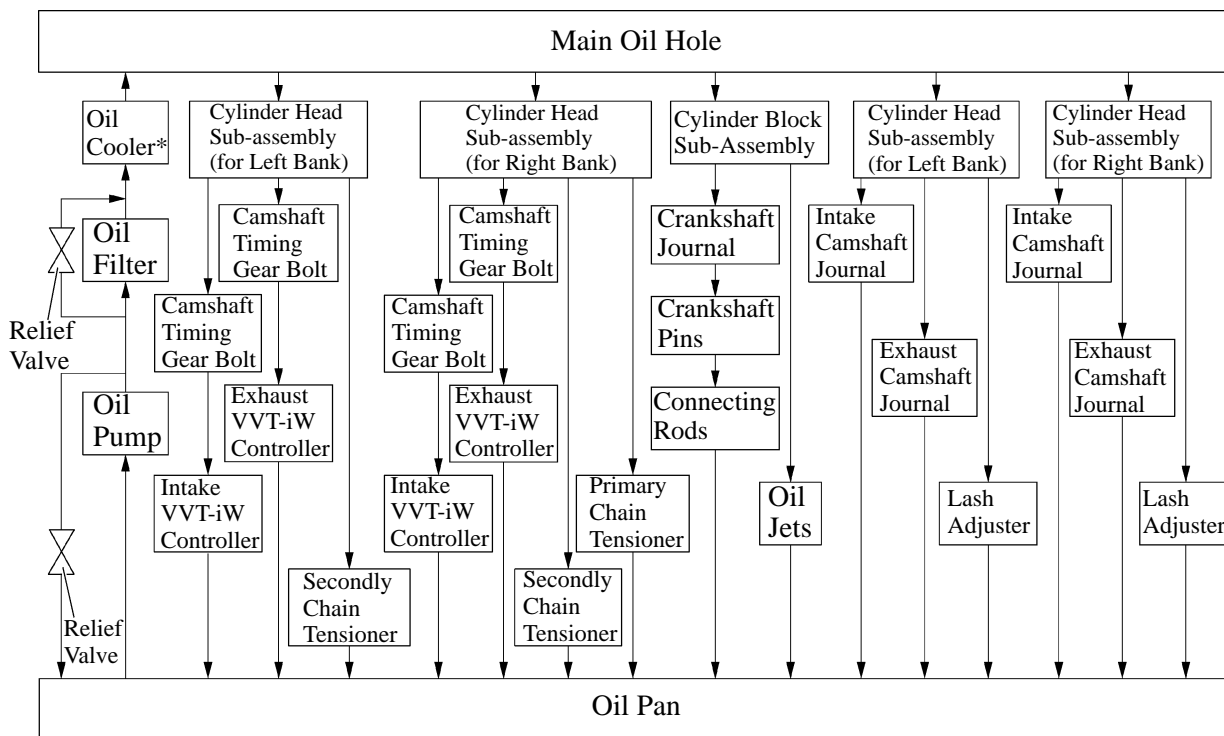 Main Oil Hole
Oil
Cooler*
Cylinder Head
Sub-assembly
(for Left Bank)
Cylinder Head
Sub-assembly
(for Right Bank)
Cylinder Block
Sub-Assembly
Cylinder Head
Sub-assembly
(for Left Bank)
Cylinder Head
Sub-assembly
(for Right Bank)
Oil
Filter
Camshaft
Timing
Gear Bolt
Camshaft
Timing
Gear Bolt
Crankshaft
Journal
Intake
Camshaft
Journal
Intake
Camshaft
Journal
Relief
Valve
Camshaft
Timing
Gear Bolt
Camshaft
Timing
Gear Bolt
Crankshaft
Pins
Exhaust
Camshaft
Journal
Exhaust
Camshaft
Journal
Oil
Pump
Exhaust
VVT-iW
Controller
Exhaust
VVT-iW
Controller
Connecting
Rods
Intake
VVT-iW
Controller
Intake
VVT-iW
Controller
Primary
Chain
Tensioner
Oil
Jets
Lash
Adjuster
Lash
Adjuster
Secondly
Chain
Tensioner
Secondly
Chain
Tensioner
Relief
Valve
Oil Pan